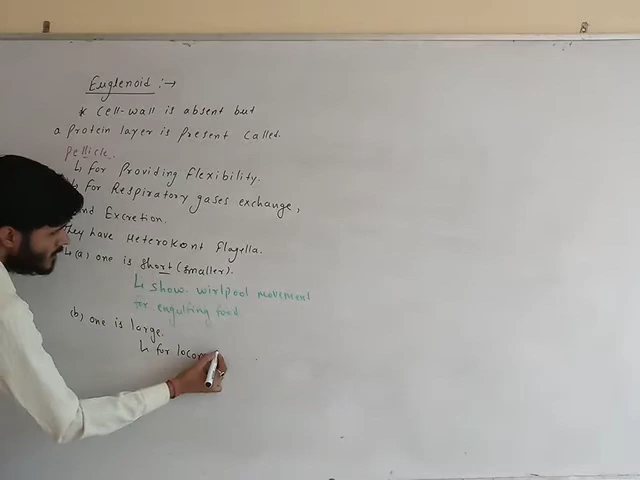 Euglenoid :→
* Cell-wall is absent but
a protein layer is present called.
pellicle.
↳ for Providing flexibility.
↳ for Respiratory gases exchange,
and Excretion.
They have Heterokont flagella.
↳ (a) one is short (smaller).
↳ show wirlpool movement
for engulfing food
(b) one is large.
↳ for locom